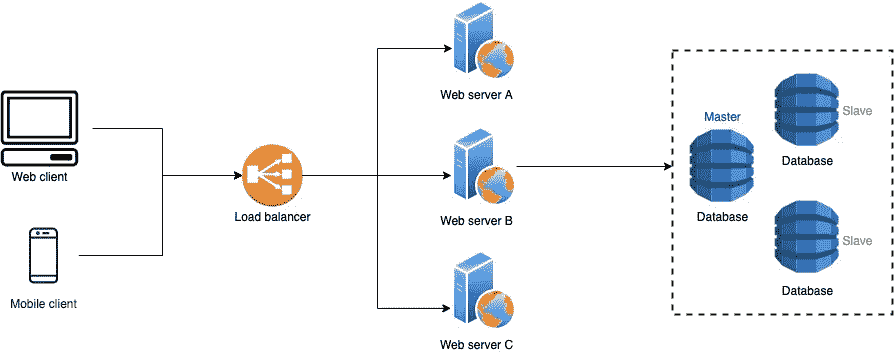 Web client
Mobile client
Load balancer
Web server A
Web server B
Web server C
Master
Database
Slave
Database
Slave
Database